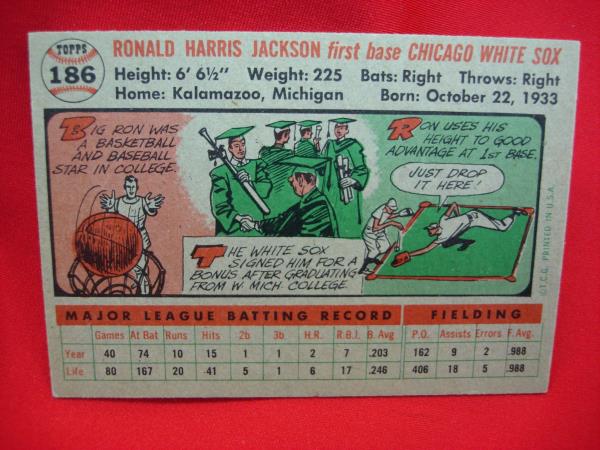 TOPPS
186
RONALD HARRIS JACKSON first base CHICAGO WHITE SOX
Height: 6' 6½" Weight: 225 Bats: Right Throws: Right
Home: Kalamazoo, Michigan Born: October 22, 1933
BIG RON WAS
A BASKETBALL
AND BASEBALL
STAR IN COLLEGE.
THE WHITE SOX
SIGNED HIM FOR A
BONUS AFTER GRADUATING
FROM W. MICH. COLLEGE.
RON USES HIS
HEIGHT TO GOOD
ADVANTAGE AT 1ST BASE.
JUST DROP
IT HERE!
©T.C.G. PRINTED IN U.S.A.
MAJOR LEAGUE BATTING RECORD FIELDING
Games At Bat Runs Hits 2b 3b H.R. R.B.I. B. Avg P.O. Assists Errors F. Avg.
Year 40 74 10 15 1 1 2 7 .203 162 9 2 .988
Life 80 167 20 41 5 1 6 17 .246 406 18 5 .988